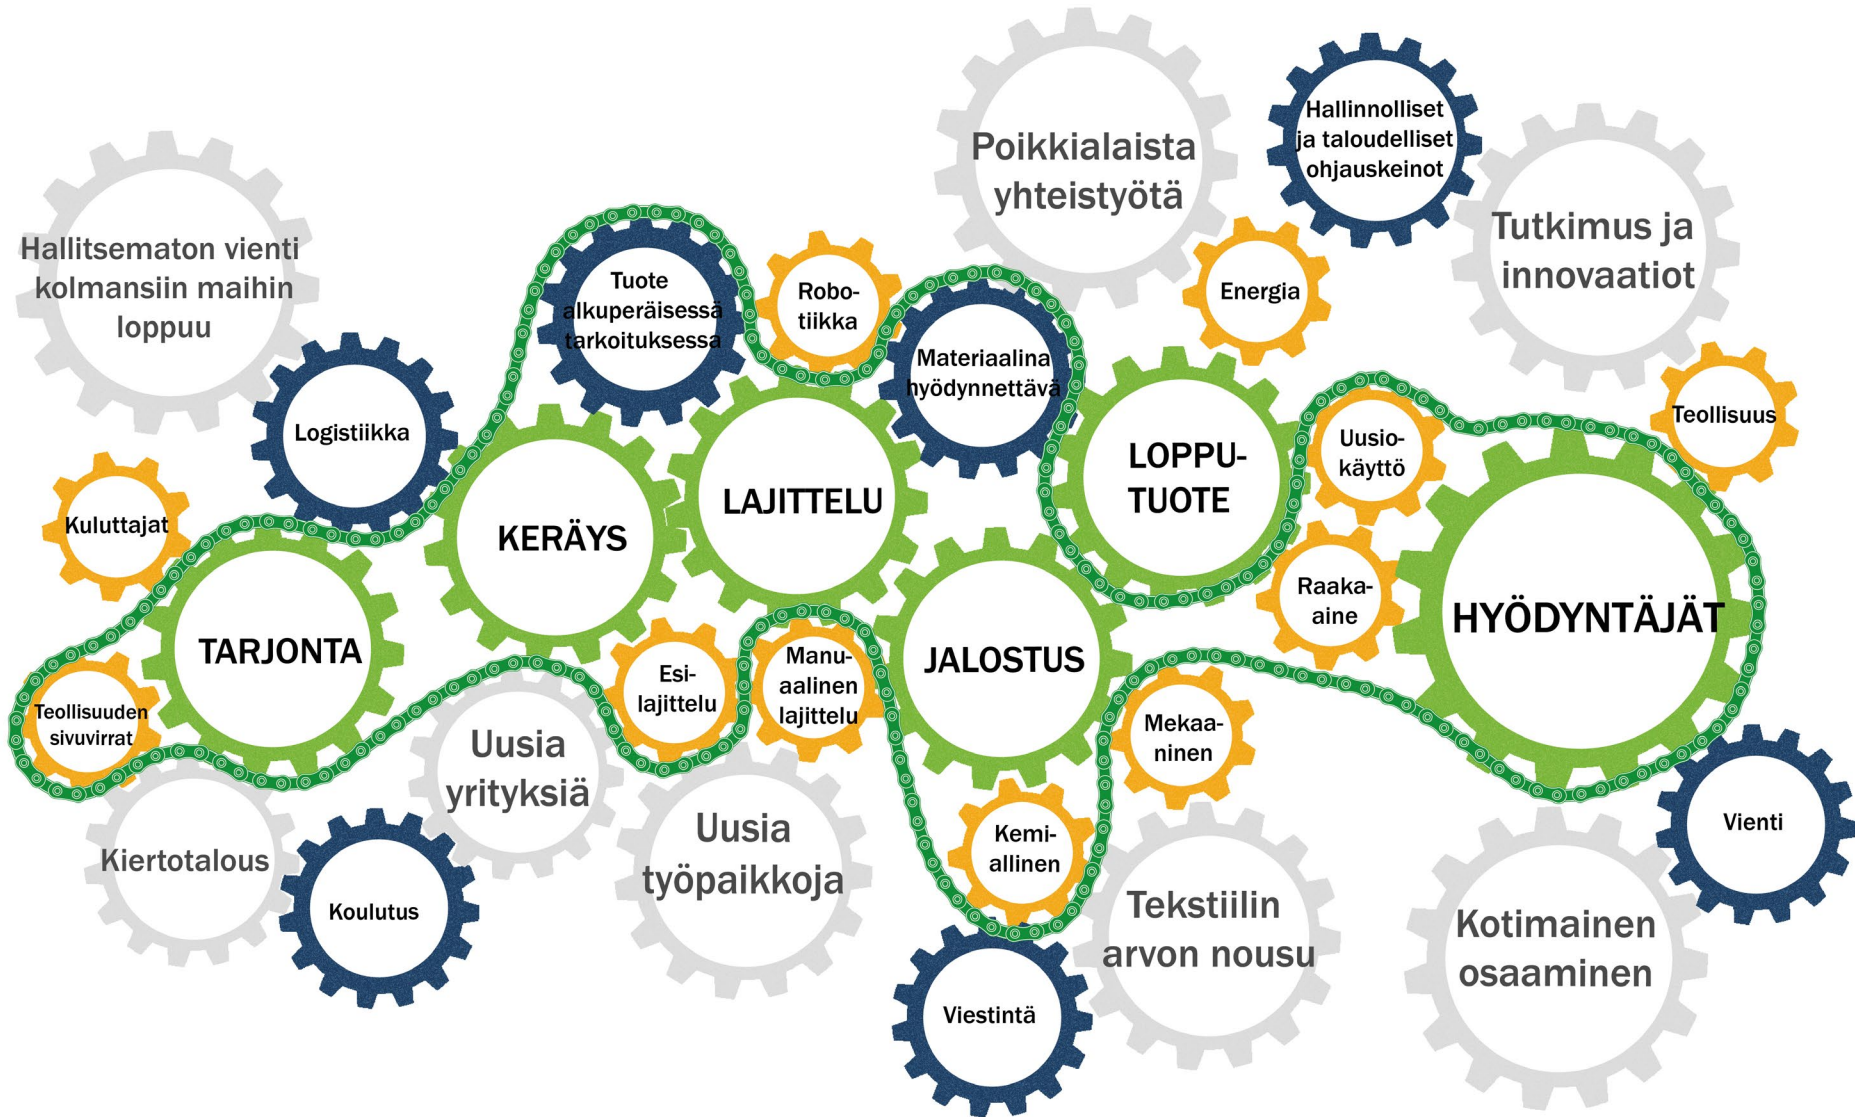 Hallitsematon vienti
kolmansiin maihin
loppuu
Logistiikka
Kuluttajat
TARJONTA
Teollisuuden
sivuvirrat
Kiertotalous
Koulutus
KERÄYS
Uusia
yrityksiä
Tuote
alkuperäisessä
tarkoituksessa
Robo-
tiikka
LAJITTELU
Esi-
lajittelu
Manu-
aalinen
lajittelu
Uusia
työpaikkoja
Materiaalina
hyödynnettävä
JALOSTUS
Kemi-
allinen
Mekaa-
ninen
Viestintä
Tekstiilin
arvon nousu
Poikkialaista
yhteistyötä
Hallinnolliset
ja taloudelliset
ohjauskeinot
Energia
LOPPU-
TUOTE
Uusio-
käyttö
Raaka-
aine
Tutkimus ja
innovaatiot
Teollisuus
HYÖDYNTÄJÄT
Vienti
Kotimainen
osaaminen